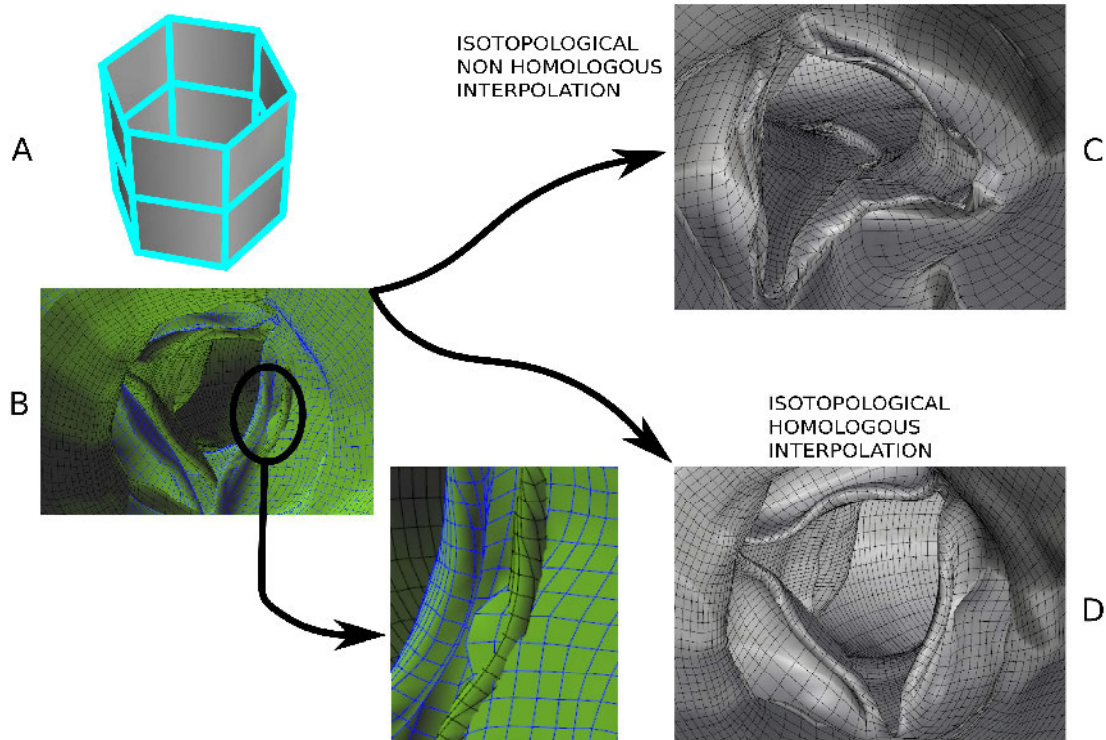 A
ISOTOPOLOGICAL
NON HOMOLOGOUS
INTERPOLATION
C
B
ISOTOPOLOGICAL
HOMOLOGOUS
INTERPOLATION
D